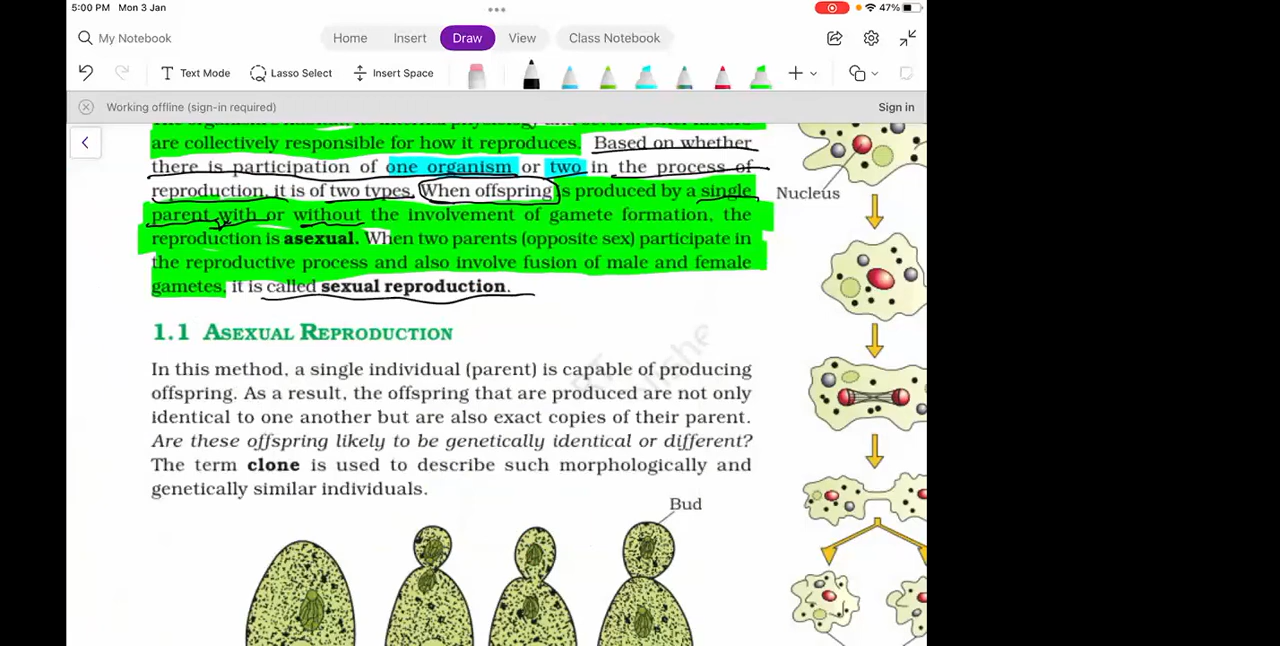 5:00 PM Mon 3 Jan
47%
My Notebook
Home Insert Draw View Class Notebook
Text Mode Lasso Select Insert Space
Working offline (sign-in required) Sign in
are collectively responsible for how it reproduces. Based on whether
there is participation of one organism or two in the process of
reproduction, it is of two types. When offspring is produced by a single
parent with or without the involvement of gamete formation, the
reproduction is asexual. When two parents (opposite sex) participate in
the reproductive process and also involve fusion of male and female
gametes, it is called sexual reproduction.
1.1 ASEXUAL REPRODUCTION
In this method, a single individual (parent) is capable of producing
offspring. As a result, the offspring that are produced are not only
identical to one another but are also exact copies of their parent.
Are these offspring likely to be genetically identical or different?
The term clone is used to describe such morphologically and
genetically similar individuals.
Bud
Nucleus